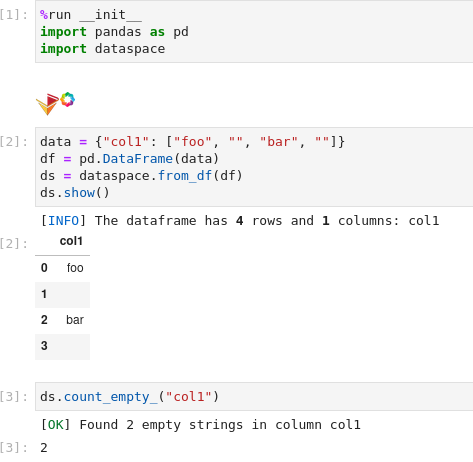 [1]: %run __init__
import pandas as pd
import dataspace
[2]: data = {"col1": ["foo", "", "bar", ""]}
df = pd.DataFrame(data)
ds = dataspace.from_df(df)
ds.show()
[INFO] The dataframe has 4 rows and 1 columns: col1
[2]: col1
0 foo
1
2 bar
3
[3]: ds.count_empty_("col1")
[OK] Found 2 empty strings in column col1
[3]: 2